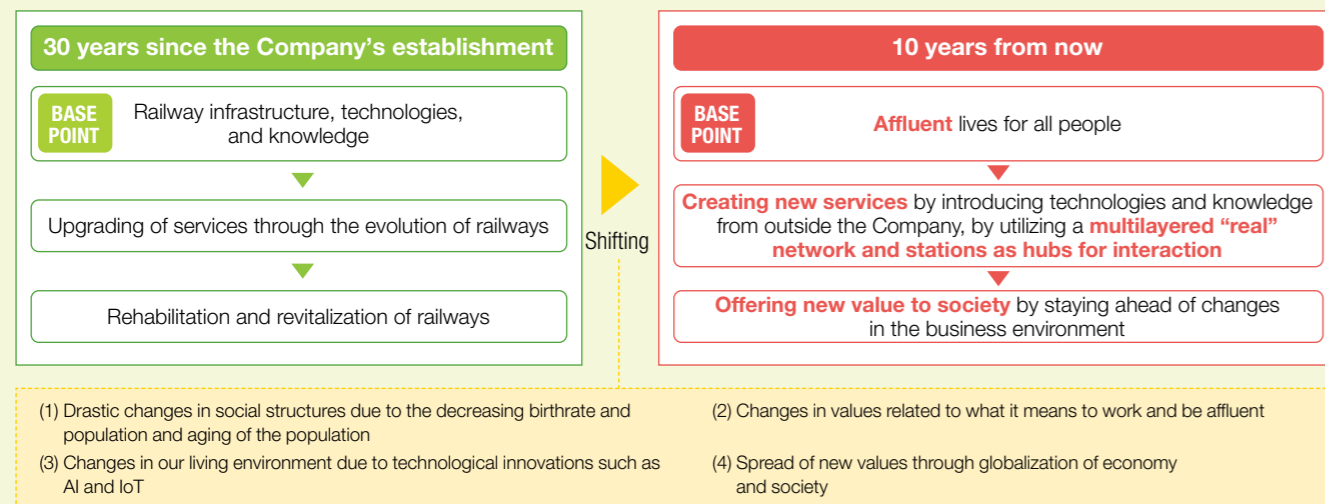 30 years since the Company’s establishment
BASE
POINT
Railway infrastructure, technologies,
and knowledge
Upgrading of services through the evolution of railways
Rehabilitation and revitalization of railways
Shifting
10 years from now
BASE
POINT
Affluent lives for all people
Creating new services by introducing technologies and knowledge
from outside the Company, by utilizing a multilayered “real”
network and stations as hubs for interaction
Offering new value to society by staying ahead of changes
in the business environment
(1) Drastic changes in social structures due to the decreasing birthrate and
population and aging of the population
(2) Changes in values related to what it means to work and be affluent
(3) Changes in our living environment due to technological innovations such as
AI and IoT
(4) Spread of new values through globalization of economy
and society